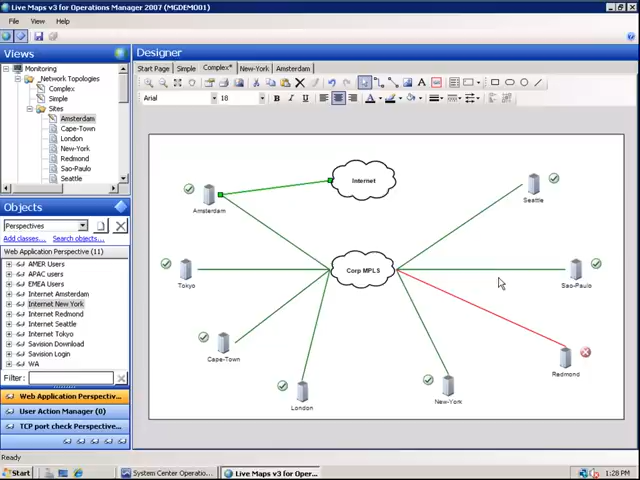 Live Maps v3 for Operations Manager 2007 (MGDEM001)
File View Help
Views
Monitoring
_Network Topologies
Complex
Simple
Sites
Amsterdam
Cape-Town
London
New-York
Redmond
Sao-Paulo
Seattle
Objects
Perspectives
Add classes... Search objects...
Web Application Perspective (11)
AMER Users
APAC users
EMEA Users
Internet Amsterdam
Internet New York
Internet Redmond
Internet Seattle
Internet Tokyo
Savision Login
WA
Filter:
Web Application Perspectiv...
User Action Manager (0)
TCP port check Perspective...
Designer
Start Page Simple Complex* New-York Amsterdam
Arial 10
Internet
Amsterdam
Seattle
Tokyo
Corp MPLS
Sao-Paulo
Cape-Town
Redmond
London
New-York
Ready
Start System Center Operatio... Live Maps v3 for Oper... 1:28 PM